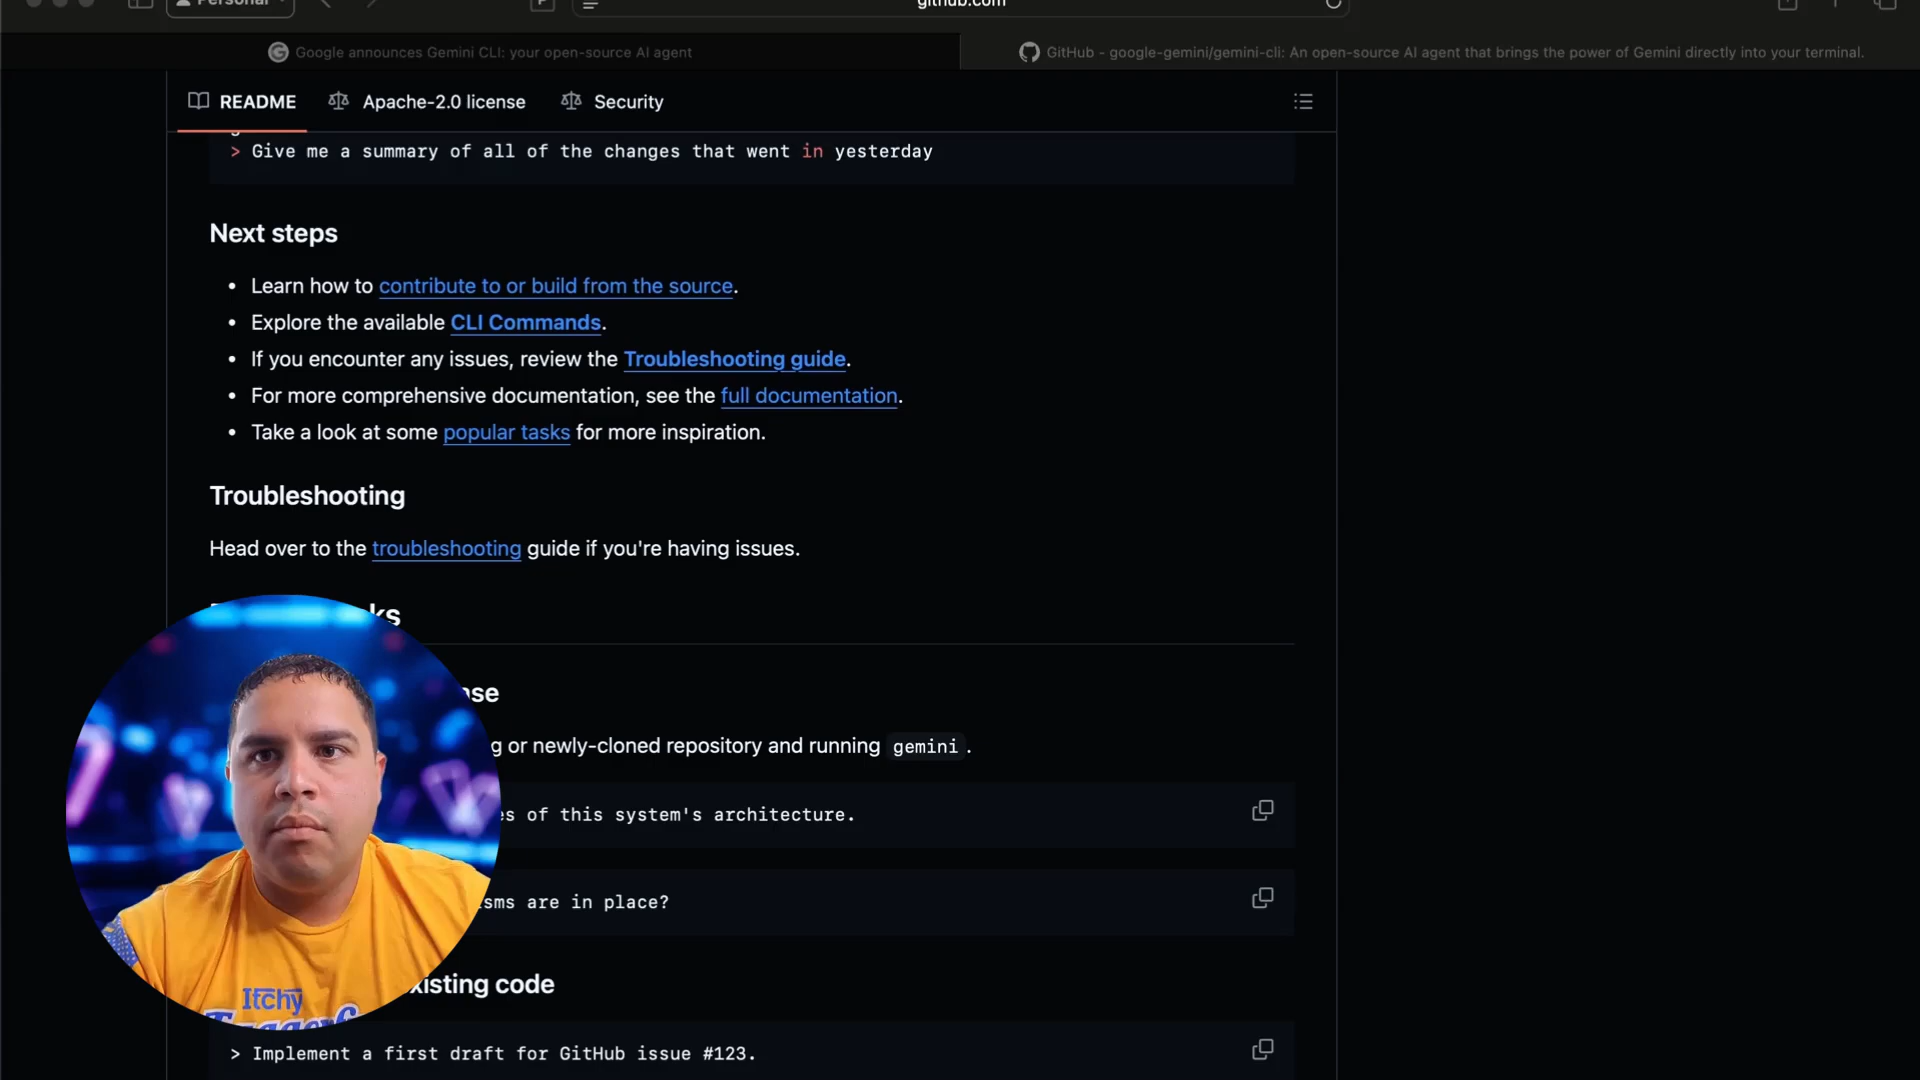 Personal
github.com
Google announces Gemini CLI: your open-source AI agent
GitHub - google-gemini/gemini-cli: An open-source AI agent that brings the power of Gemini directly into your terminal.
README
Apache-2.0 license
Security
> Give me a summary of all of the changes that went in yesterday
Next steps
• Learn how to contribute to or build from the source.
• Explore the available CLI Commands.
• If you encounter any issues, review the Troubleshooting guide.
• For more comprehensive documentation, see the full documentation.
• Take a look at some popular tasks for more inspiration.
Troubleshooting
Head over to the troubleshooting guide if you're having issues.
or newly-cloned repository and running gemini.
of this system's architecture.
are in place?
existing code
> Implement a first draft for GitHub issue #123.
Itchy